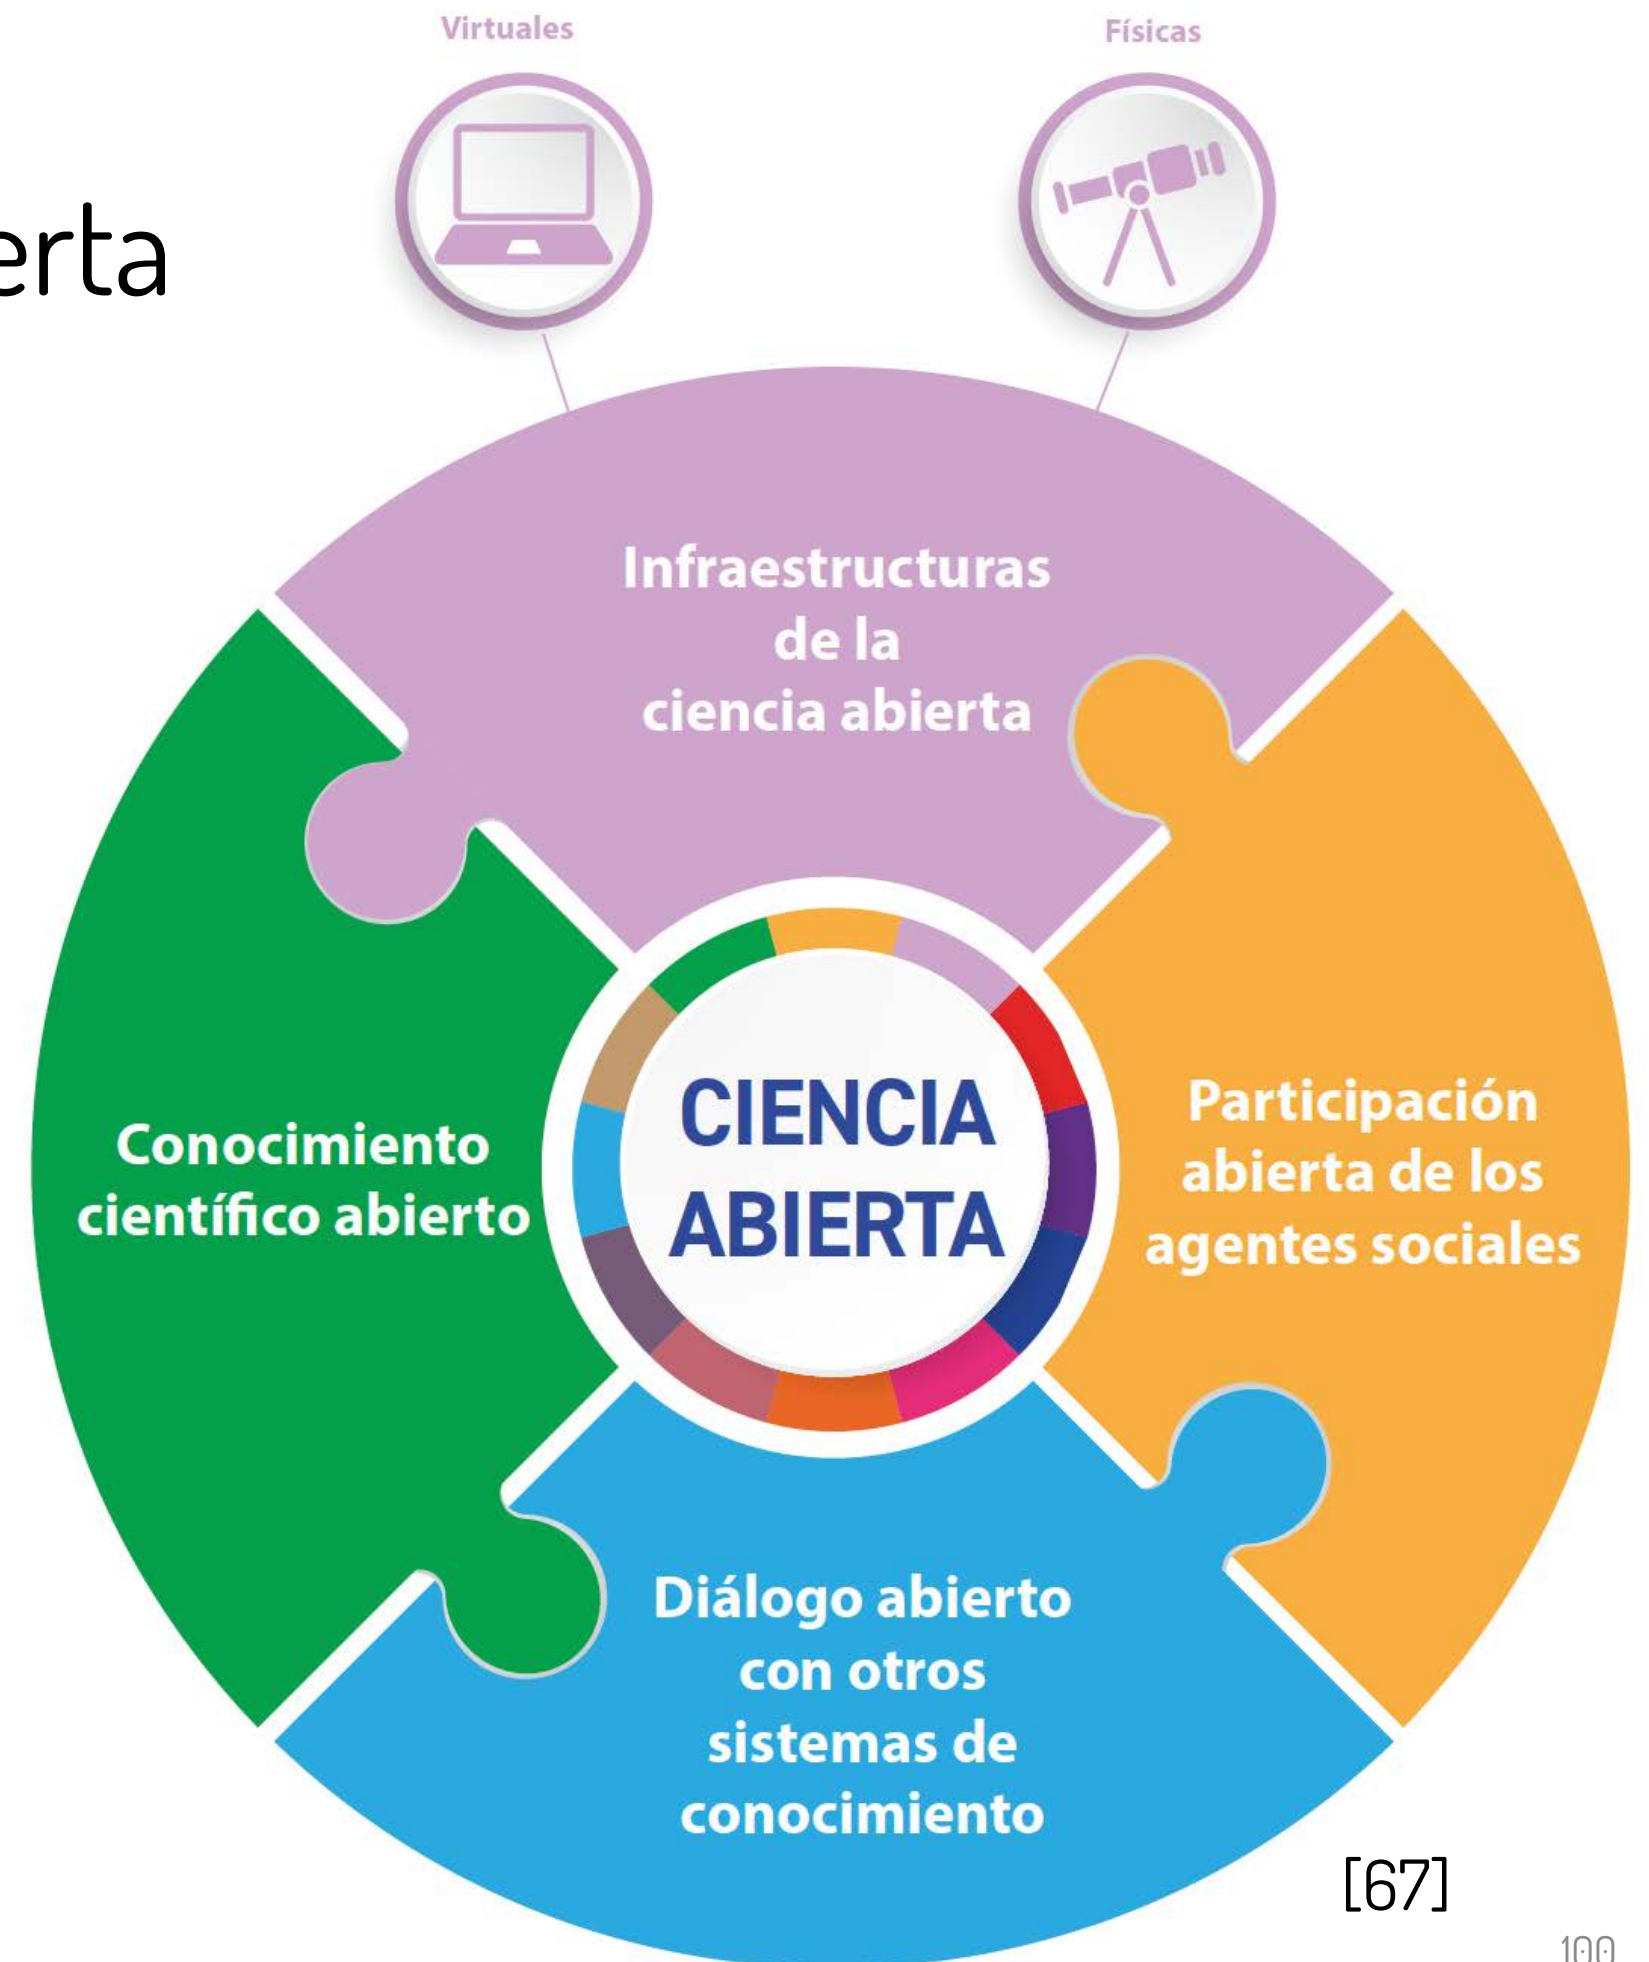 Virtuales
Físicas
erta
Infraestructuras
de la
ciencia abierta
Conocimiento
científico abierto
CIENCIA
ABIERTA
Participación
abierta de los
agentes sociales
Diálogo abierto
con otros
sistemas de
conocimiento
[67]
100